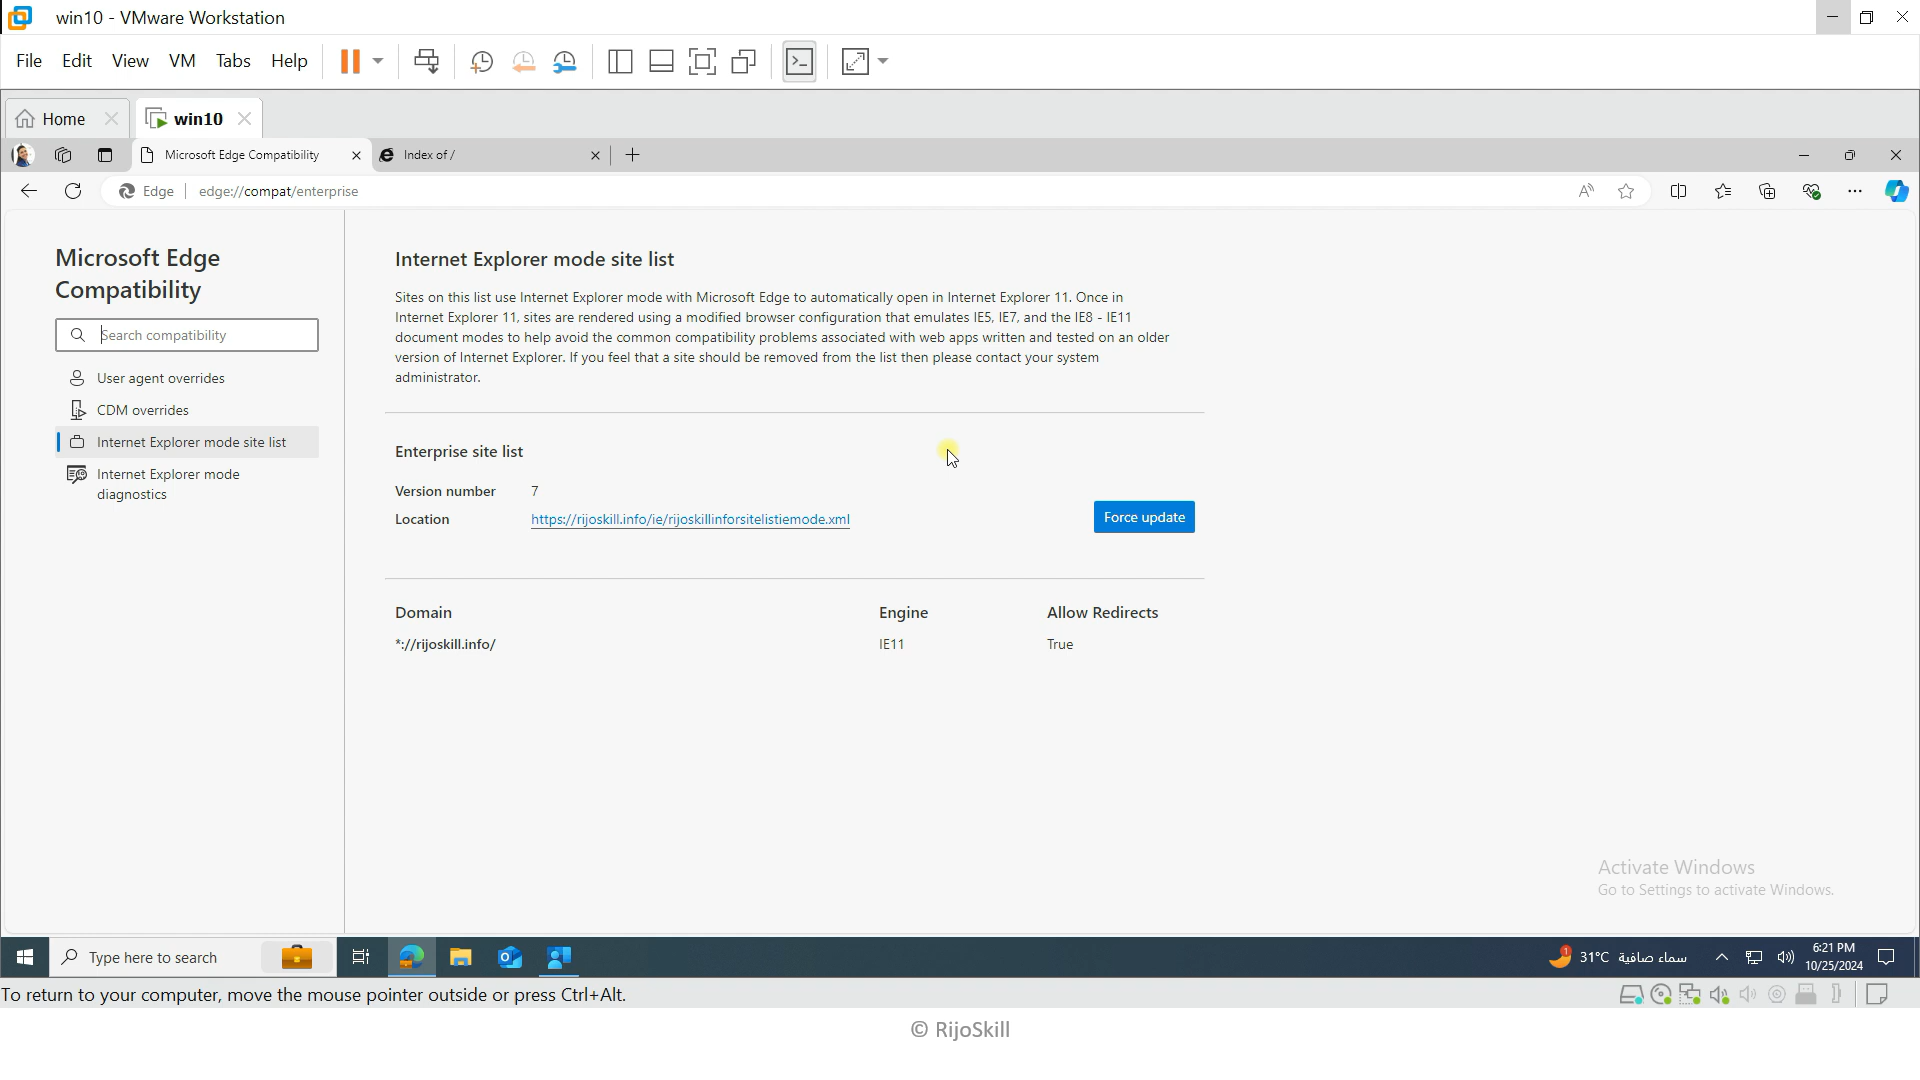 win10 - VMware Workstation
File Edit View VM Tabs Help
Home win10
Microsoft Edge Compatibility Index of /
Edge edge://compat/enterprise
Microsoft Edge
Compatibility
Search compatibility
User agent overrides
CDM overrides
Internet Explorer mode site list
Internet Explorer mode
diagnostics
Internet Explorer mode site list
Sites on this list use Internet Explorer mode with Microsoft Edge to automatically open in Internet Explorer 11. Once in
Internet Explorer 11, sites are rendered using a modified browser configuration that emulates IE5, IE7, and the IE8 - IE11
document modes to help avoid the common compatibility problems associated with web apps written and tested on an older
version of Internet Explorer. If you feel that a site should be removed from the list then please contact your system
administrator.
Enterprise site list
Version number 7
Location https://rijoskill.info/ie/rijoskillinforsitelistiemode.xml Force update
Domain Engine Allow Redirects
*://rijoskill.info/ IE11 True
Activate Windows
Go to Settings to activate Windows.
Type here to search 1 31°C سماء صافية 6:21 PM
10/25/2024
To return to your computer, move the mouse pointer outside or press Ctrl+Alt.
© RijoSkill